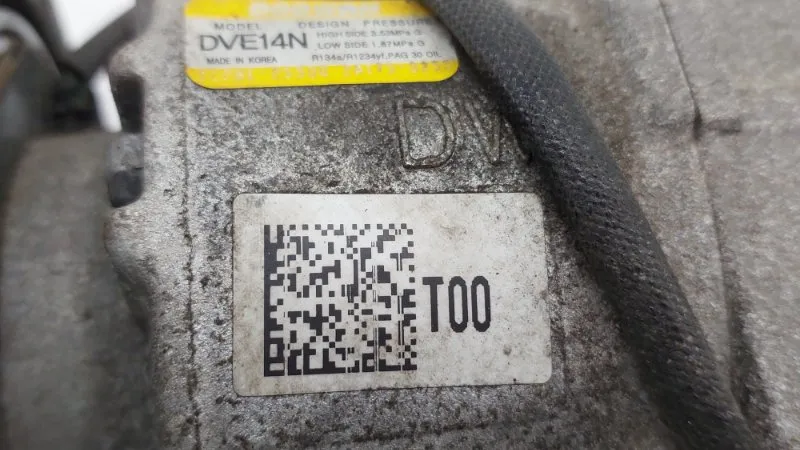 MODEL DESIGN PRESSURE
DVE14N HIGH SIDE 3.53MPa G
LOW SIDE 1.87MPa G
MADE IN KOREA R134a/R1234yf, PAG 30 OIL
DV
T00